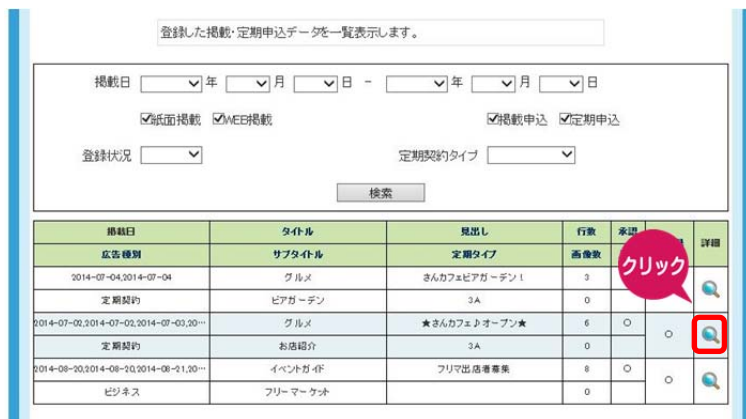 登録した掲載・定期申込データを一覧表示します。
掲載日 年 月 日 - 年 月 日
紙面掲載 WEB掲載 掲載申込 定期申込
登録状況 定期契約タイプ
検索
掲載日 タイトル 見出し 行数 承認 詳細
広告種別 サブタイトル 定期タイプ 画像数
クリック
2014-07-04,2014-07-04 グルメ さんカフェビアガーデン! 3
定期契約 ビアガーデン 3A 0
2014-07-02,2014-07-02,2014-07-03,20… グルメ ★さんカフェ♪オープン★ 6 ○ ○
定期契約 お店紹介 3A 0
2014-08-20,2014-08-20,2014-08-21,20… イベントガイド フリマ出店者募集 8 ○ ○
ビジネス フリーマーケット 0